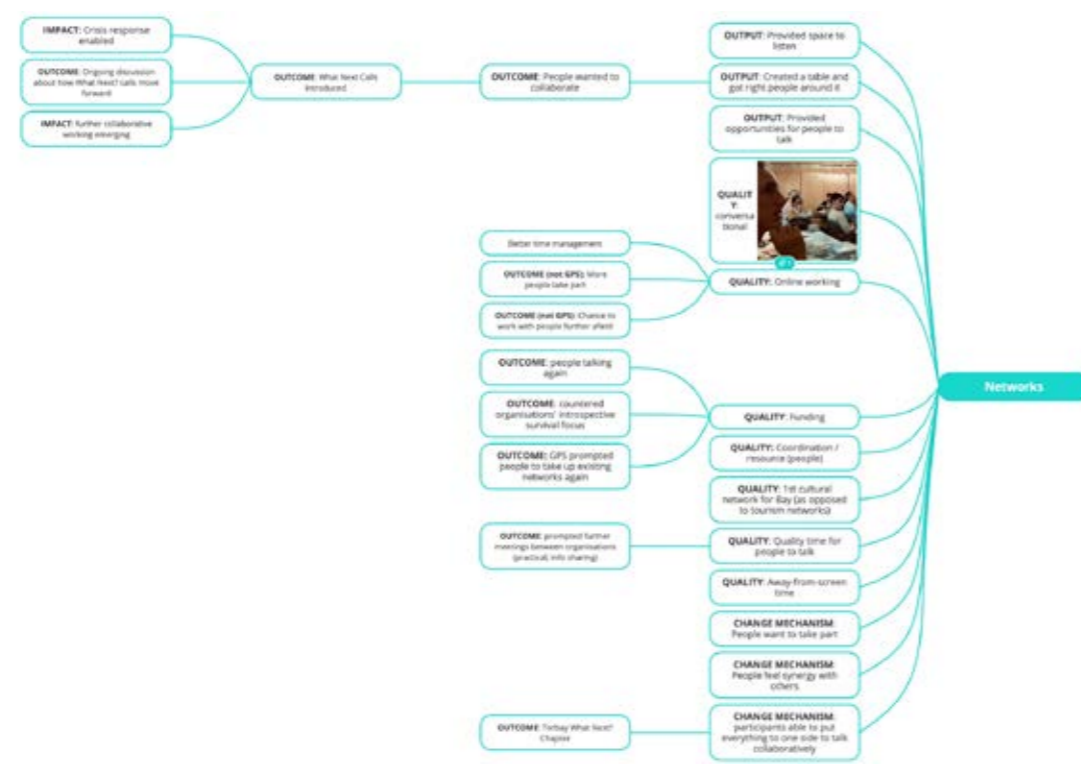 IMPACT: Crisis response
enabled
OUTCOME: Ongoing discussion
about how What Next? calls move
forward
IMPACT: further collaborative
working emerging
OUTCOME: What Next Calls
introduced
OUTCOME: People wanted to
collaborate
OUTPUT: Provided space to
listen
OUTPUT: Created a table and
got right people around it
OUTPUT: Provided
opportunities for people to
talk
QUALIT
Y:
conversa
tional
Better time management
OUTCOME (not GPS): More
people take part
OUTCOME (not GPS): Chance to
work with people further afield
QUALITY: Online working
OUTCOME: people talking
again
OUTCOME: countered
organisations' introspective
survival focus
OUTCOME: GPS prompted
people to take up existing
networks again
QUALITY: Funding
QUALITY: Coordination /
resource (people)
QUALITY: 1st cultural
network for Bay (as opposed
to tourism networks)
OUTCOME: prompted further
meetings between organisations
(practical, info sharing)
QUALITY: Quality time for
people to talk
QUALITY: Away-from-screen
time
CHANGE MECHANISM:
People want to take part
CHANGE MECHANISM:
People feel synergy with
others
OUTCOME: Torbay What Next?
Chapter
CHANGE MECHANISM:
participants able to put
everything to one side to talk
collaboratively
Networks